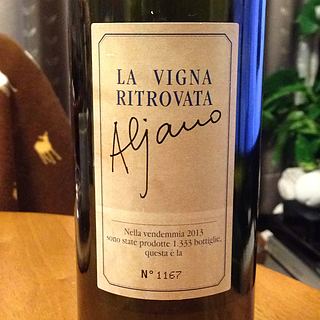 LA VIGNA
RITROVATA
Aljano
Nella vendemmia 2013
sono state prodotte 1.333 bottiglie,
questa è la
N° 1167